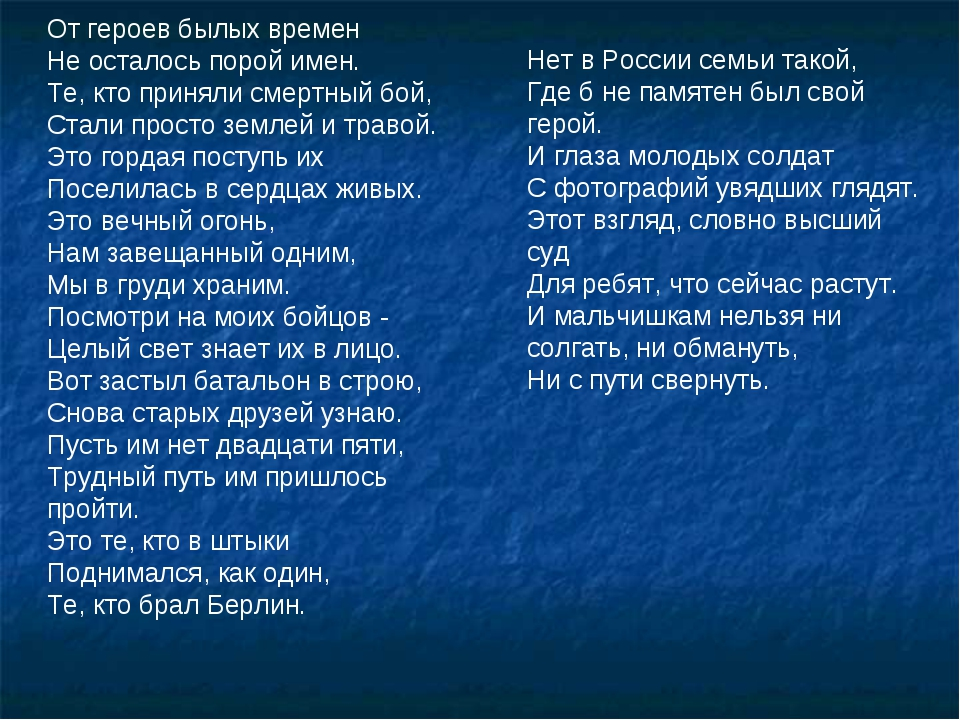 От героев былых времен
Не осталось порой имен.
Те, кто приняли смертный бой,
Стали просто землей и травой.
Это гордая поступь их
Поселилась в сердцах живых.
Это вечный огонь,
Нам завещанный одним,
Мы в груди храним.
Посмотри на моих бойцов -
Целый свет знает их в лицо.
Вот застыл батальон в строю,
Снова старых друзей узнаю.
Пусть им нет двадцати пяти,
Трудный путь им пришлось
пройти.
Это те, кто в штыки
Поднимался, как один,
Те, кто брал Берлин.
Нет в России семьи такой,
Где б не памятен был свой
герой.
И глаза молодых солдат
С фотографий увядших глядят.
Этот взгляд, словно высший
суд
Для ребят, что сейчас растут.
И мальчишкам нельзя ни
солгать, ни обмануть,
Ни с пути свернуть.